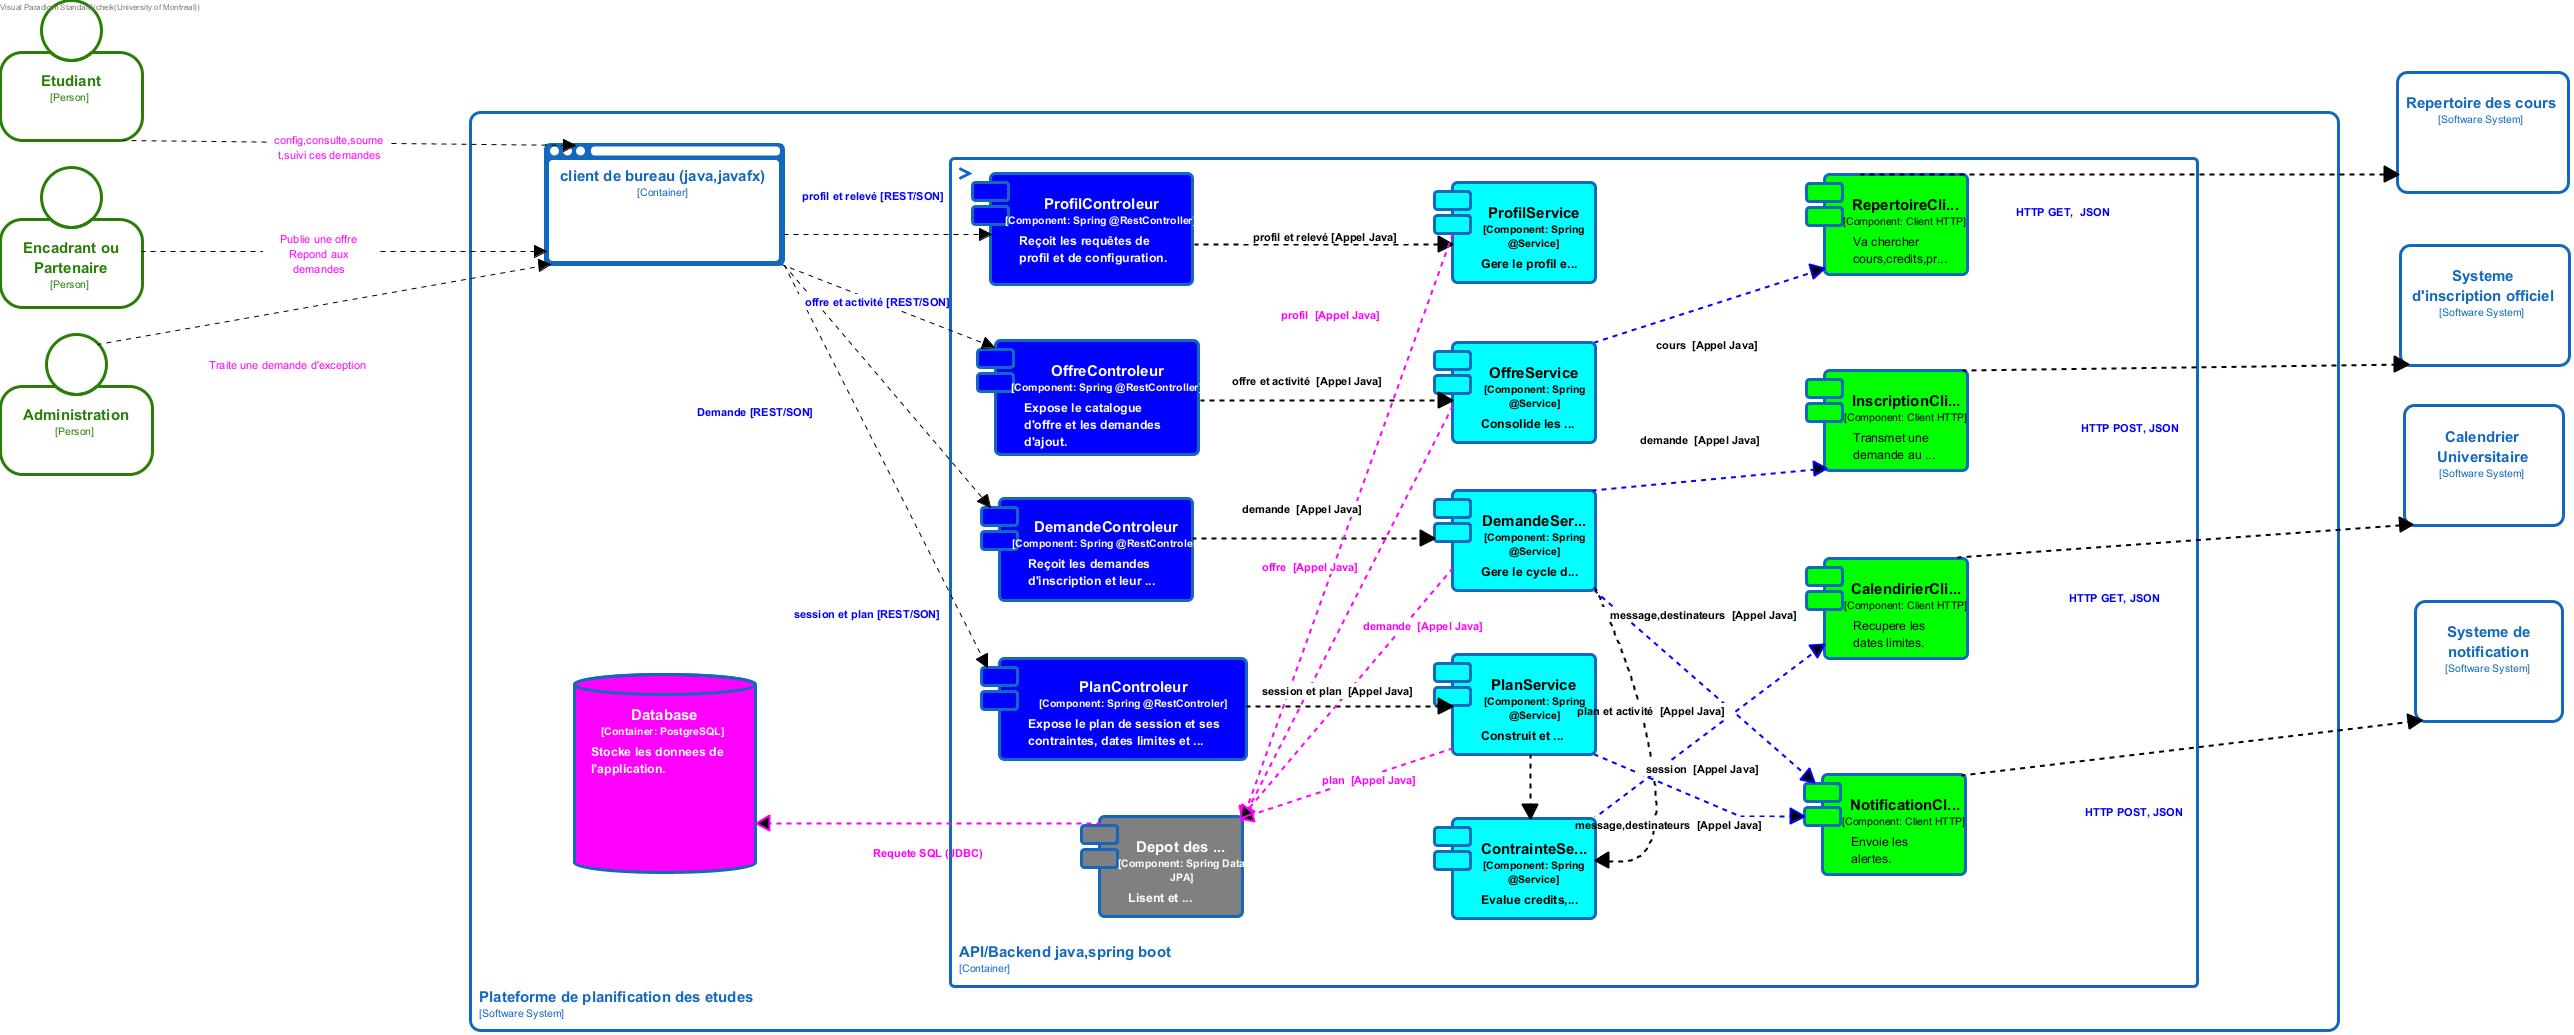 Visual Paradigm Standard(cheik(University of Montreal))
Etudiant
[Person]
config,consulte,soume
t,suivi ces demandes
Encadrant ou
Partenaire
[Person]
Publie une offre
Repond aux
demandes
Administration
[Person]
Traite une demande d'exception
client de bureau (java,javafx)
[Container]
profil et relevé [REST/SON]
offre et activité [REST/SON]
Demande [REST/SON]
session et plan [REST/SON]
Database
[Container: PostgreSQL]
Stocke les donnees de
l'application.
Requete SQL (JDBC)
ProfilControleur
[Component: Spring @RestController]
Reçoit les requêtes de
profil et de configuration.
OffreControleur
[Component: Spring @RestController]
Expose le catalogue
d'offre et les demandes
d'ajout.
DemandeControleur
[Component: Spring @RestControle
Reçoit les demandes
d'inscription et leur ...
PlanControleur
[Component: Spring @RestControler]
Expose le plan de session et ses
contraintes, dates limites et ...
Depot des ...
[Component: Spring Data
JPA]
Lisent et ...
profil et relevé [Appel Java]
profil [Appel Java]
offre et activité [Appel Java]
demande [Appel Java]
offre [Appel Java]
demande [Appel Java]
session et plan [Appel Java]
plan [Appel Java]
ProfilService
[Component: Spring
@Service]
Gere le profil e...
OffreService
[Component: Spring
@Service]
Consolide les ...
DemandeSer...
[Component: Spring
@Service]
Gere le cycle d...
PlanService
[Component: Spring
@Service]
Construit et ...
ContrainteSe...
[Component: Spring
@Service]
Evalue credits,...
cours [Appel Java]
demande [Appel Java]
message,destinateurs [Appel Java]
plan et activité [Appel Java]
session [Appel Java]
message,destinateurs [Appel Java]
RepertoireCli...
[Component: Client HTTP]
Va chercher
cours,credits,pr...
InscriptionCli...
[Component: Client HTTP]
Transmet une
demande au ...
CalendirierCli...
[Component: Client HTTP]
Recupere les
dates limites.
NotificationCl...
[Component: Client HTTP]
Envoie les
alertes.
HTTP GET, JSON
HTTP POST, JSON
HTTP GET, JSON
HTTP POST, JSON
Repertoire des cours
[Software System]
Systeme
d'inscription officiel
[Software System]
Calendrier
Universitaire
[Software System]
Systeme de
notification
[Software System]
API/Backend java,spring boot
[Container]
Plateforme de planification des etudes
[Software System]